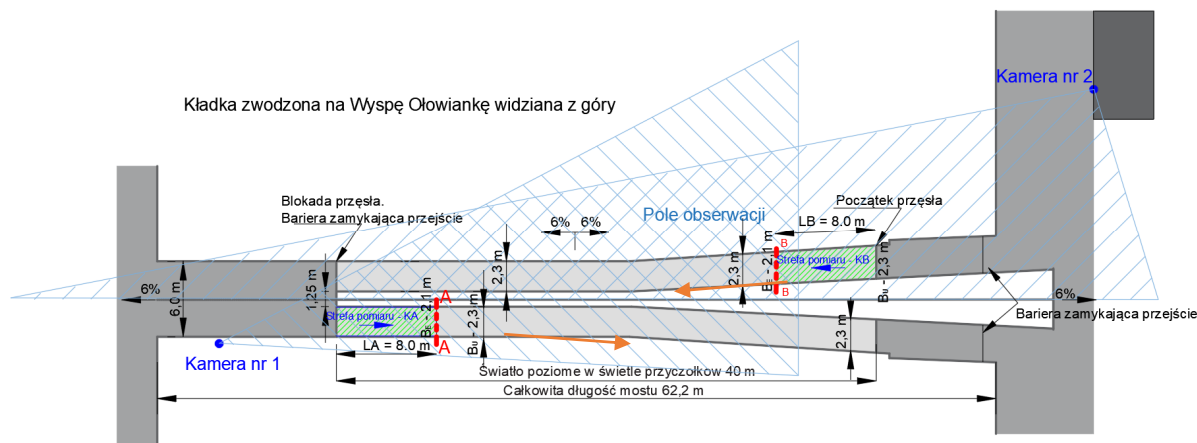 Kamera nr 2
Kładka zwodzona na Wyspę Ołowiankę widziana z góry
Blokada przęsła.
Bariera zamykająca przejście
Początek przęsła
Pole obserwacji
6% 6%
LB = 8.0 m
B
Strefa pomiaru - KB
B
BE - 2,1 m
BU - 2,3 m
2,3 m
2,3 m
6%
6,0 m
1,25 m
A
Strefa pomiaru - KA
A
BE - 2,1 m
BU - 2,3 m
2,3 m
6%
Bariera zamykająca przejście
LA = 8.0 m
Kamera nr 1
Światło poziome w świetle przyczołków 40 m
Całkowita długość mostu 62,2 m